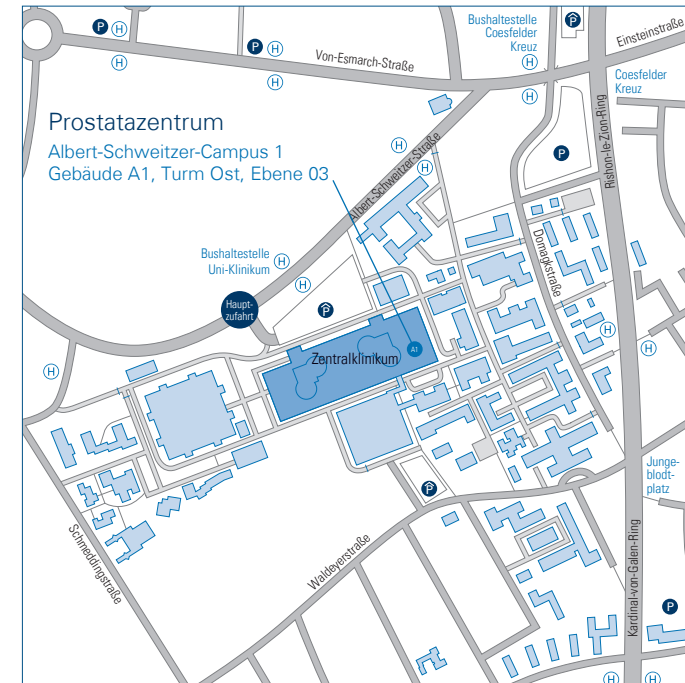 P
H
H
P
H
H
Von-Esmarch-Straße
Bushaltestelle
Coesfelder
Kreuz
P
Einsteinstraße
H
H
Coesfelder
Kreuz
Prostatazentrum
Albert-Schweitzer-Campus 1
Gebäude A1, Turm Ost, Ebene 03
Albert-Schweitzer-Straße
H
H
P
Rishon-le-Zion-Ring
Domagkstraße
Bushaltestelle
Uni-Klinikum
H
H
Haupt-
zufahrt
P
Zentralklinikum
A1
H
H
H
P
Junge-
blodt-
platz
Schmeddingstraße
Waldeyerstraße
Kardinal-von-Galen-Ring
P
H
H